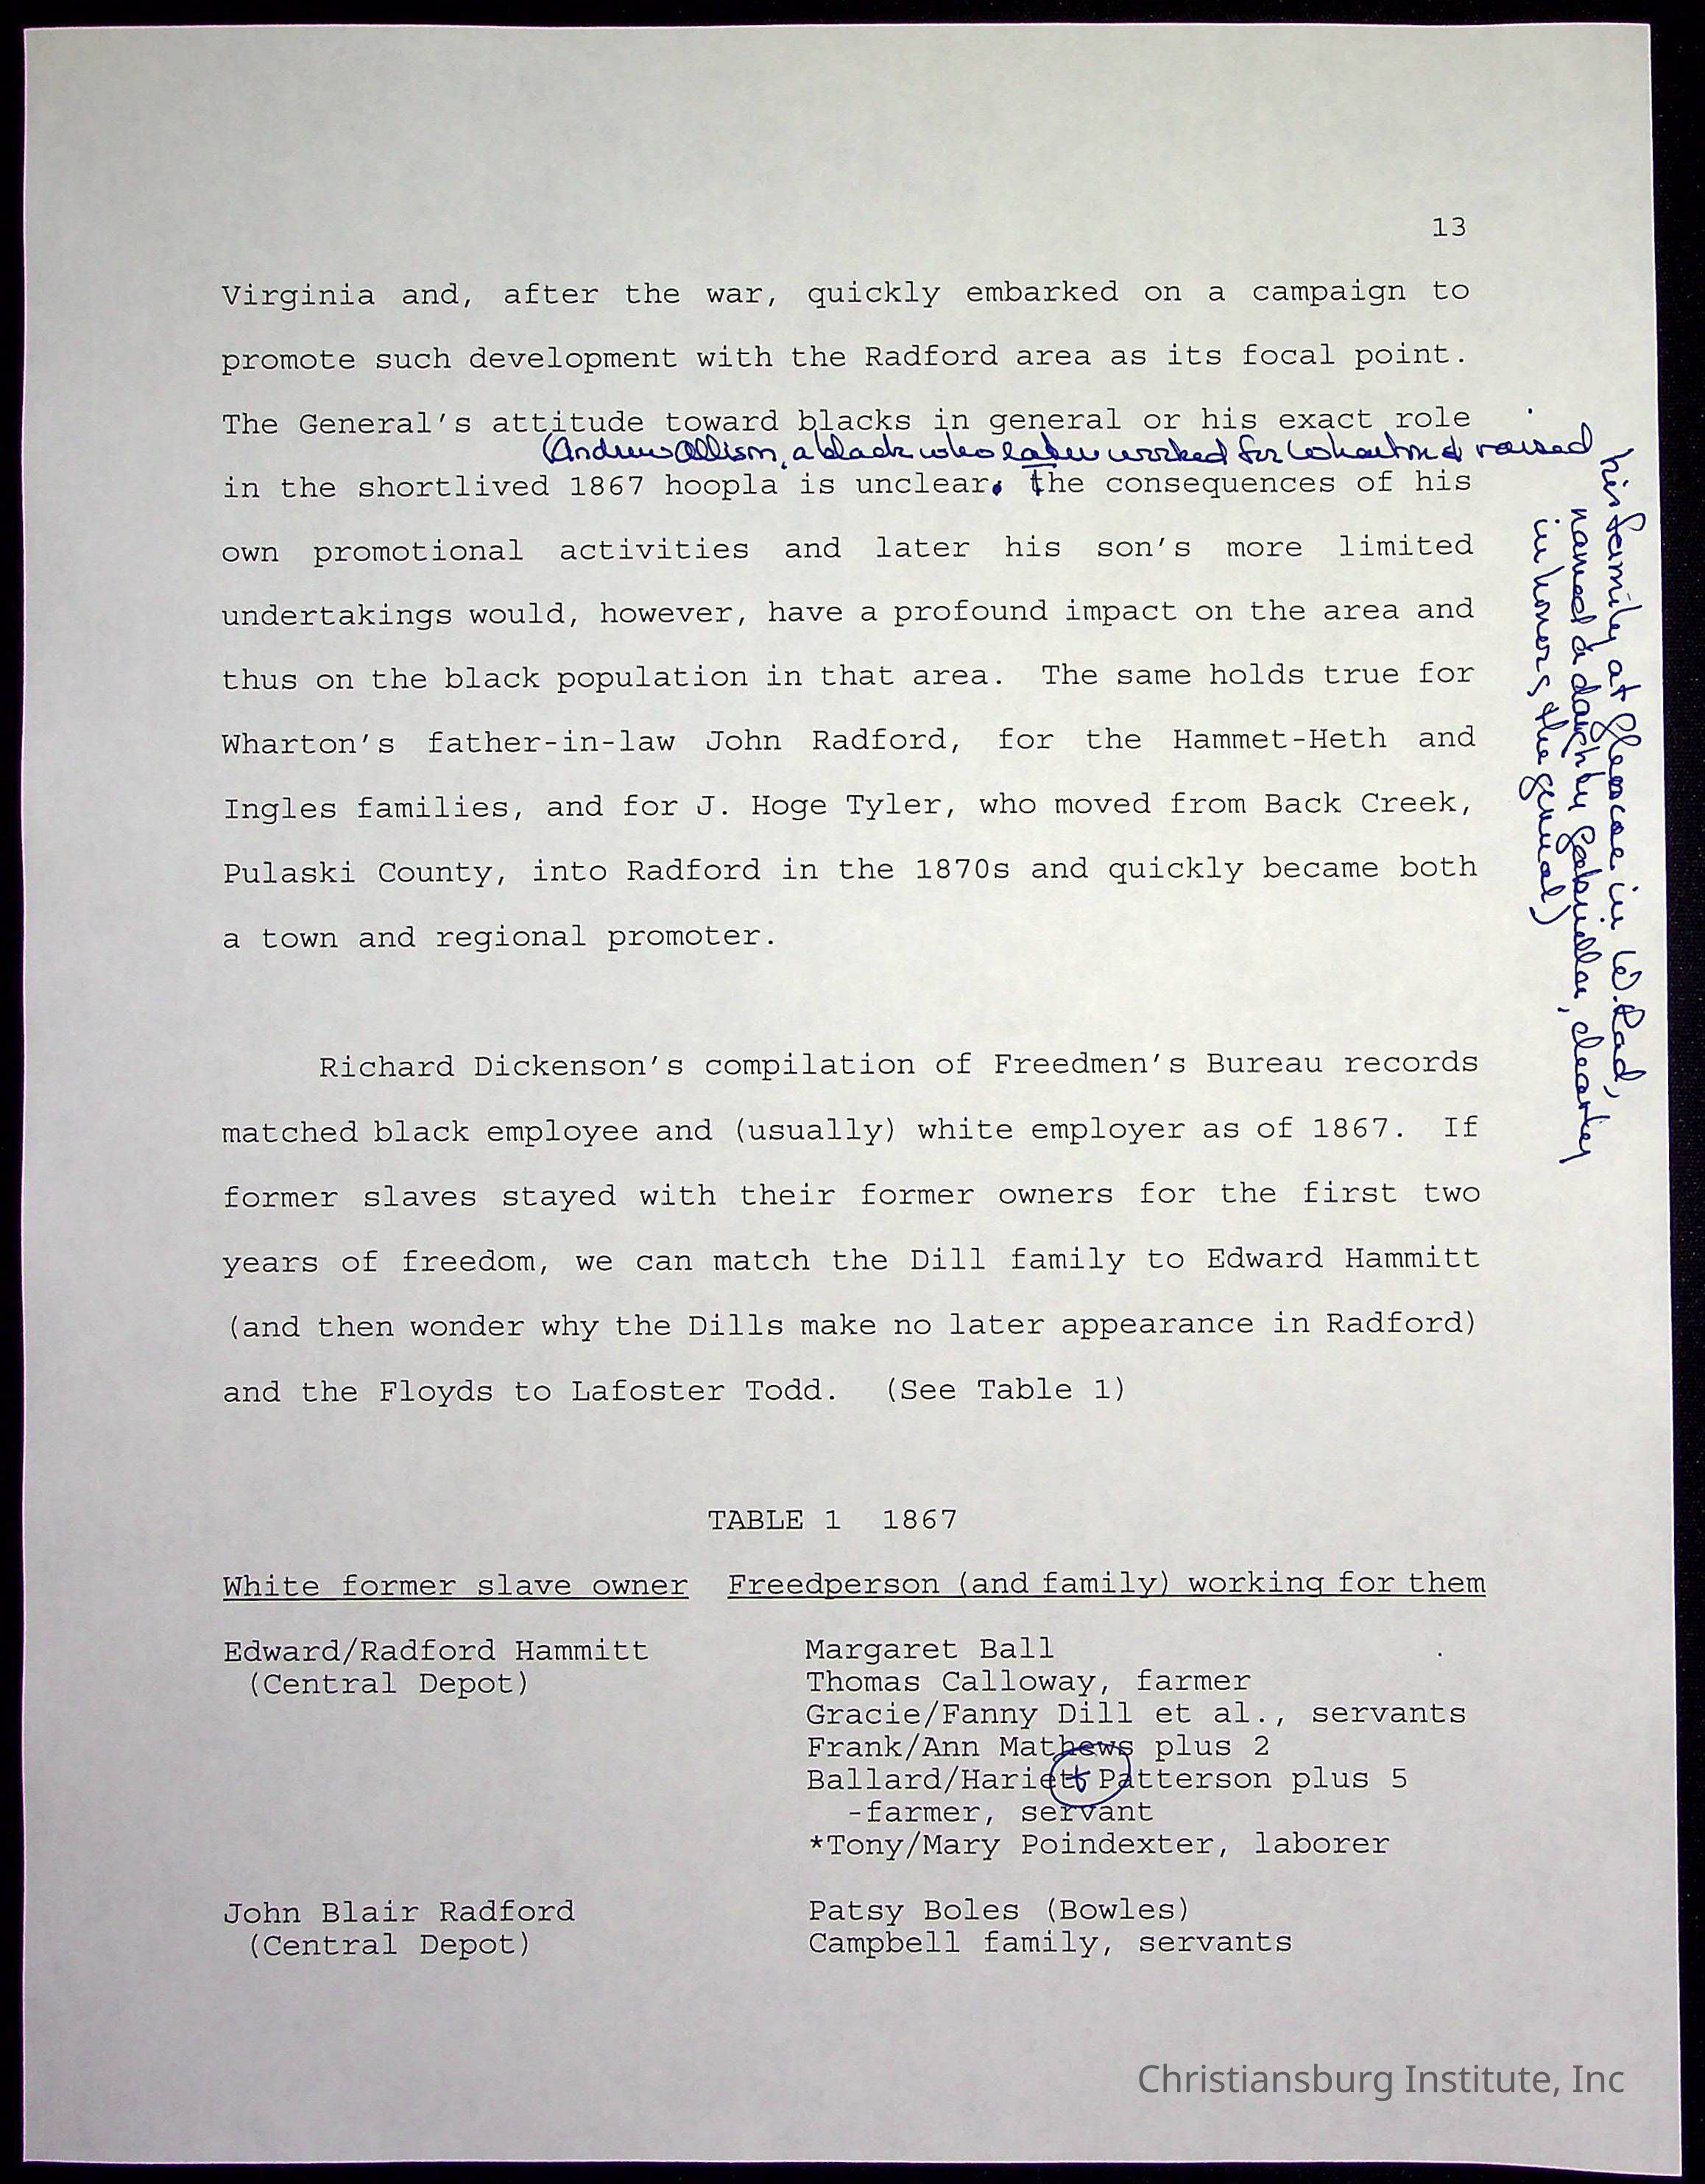 13
Virginia and, after the war, quickly embarked on a campaign to
promote such development with the Radford area as its focal point.
The General's attitude toward blacks in general or his exact role
(Andrew Allison, a black who later worked for Wharton & raised
his family at Glencoe in W. Rad,
named a daughter Gabriella, clearly
in honor of the general)
in the shortlived 1867 hoopla is unclear. the consequences of his
own promotional activities and later his son's more limited
undertakings would, however, have a profound impact on the area and
thus on the black population in that area. The same holds true for
Wharton's father-in-law John Radford, for the Hammet-Heth and
Ingles families, and for J. Hoge Tyler, who moved from Back Creek,
Pulaski County, into Radford in the 1870s and quickly became both
a town and regional promoter.
Richard Dickenson's compilation of Freedmen's Bureau records
matched black employee and (usually) white employer as of 1867. If
former slaves stayed with their former owners for the first two
years of freedom, we can match the Dill family to Edward Hammitt
(and then wonder why the Dills make no later appearance in Radford)
and the Floyds to Lafoster Todd. (See Table 1)
TABLE 1 1867
White former slave owner Freedperson (and family) working for them
Edward/Radford Hammitt Margaret Ball
(Central Depot) Thomas Calloway, farmer
Gracie/Fanny Dill et al., servants
Frank/Ann Mathews plus 2
Ballard/Hariett Patterson plus 5
-farmer, servant
*Tony/Mary Poindexter, laborer
John Blair Radford Patsy Boles (Bowles)
(Central Depot) Campbell family, servants
Christiansburg Institute, Inc